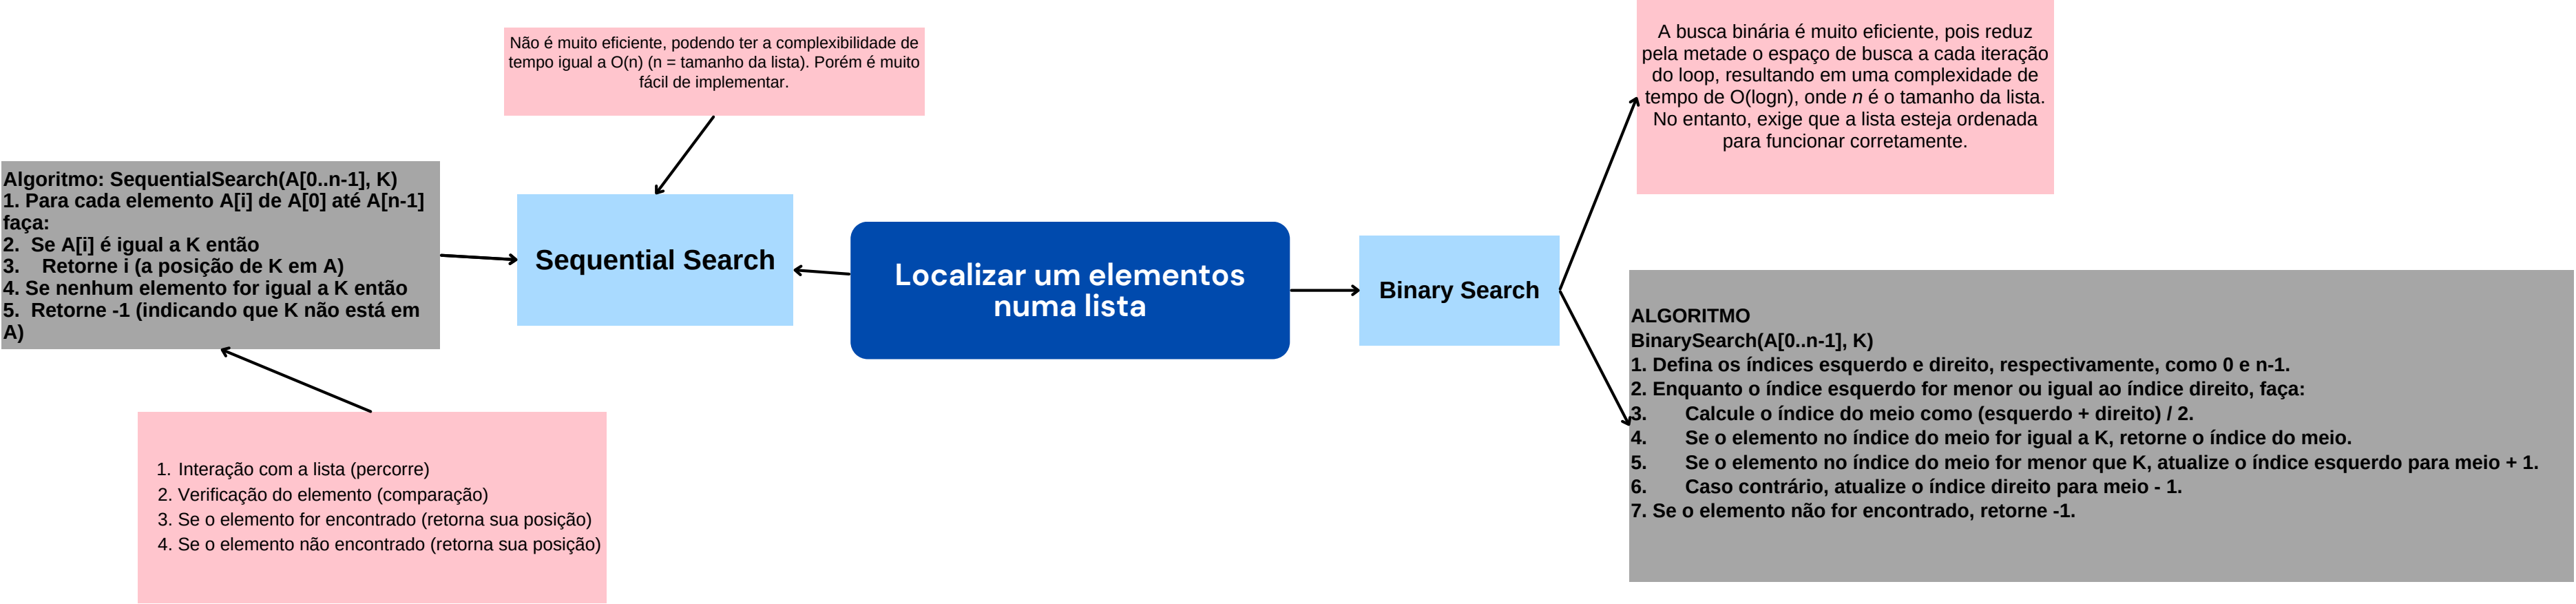 Não é muito eficiente, podendo ter a complexibilidade de
tempo igual a O(n) (n = tamanho da lista). Porém é muito
fácil de implementar.
Algoritmo: SequentialSearch(A[0..n-1], K)
1. Para cada elemento A[i] de A[0] até A[n-1]
faça:
2.  Se A[i] é igual a K então
3.    Retorne i (a posição de K em A)
4. Se nenhum elemento for igual a K então
5.  Retorne -1 (indicando que K não está em
A)
Sequential Search
1. Interação com a lista (percorre)
2. Verificação do elemento (comparação)
3. Se o elemento for encontrado (retorna sua posição)
4. Se o elemento não encontrado (retorna sua posição)
Localizar um elementos
numa lista
Binary Search
A busca binária é muito eficiente, pois reduz
pela metade o espaço de busca a cada iteração
do loop, resultando em uma complexidade de
tempo de O(logn), onde n é o tamanho da lista.
No entanto, exige que a lista esteja ordenada
para funcionar corretamente.
ALGORITMO
BinarySearch(A[0..n-1], K)
1. Defina os índices esquerdo e direito, respectivamente, como 0 e n-1.
2. Enquanto o índice esquerdo for menor ou igual ao índice direito, faça:
3.       Calcule o índice do meio como (esquerdo + direito) / 2.
4.       Se o elemento no índice do meio for igual a K, retorne o índice do meio.
5.       Se o elemento no índice do meio for menor que K, atualize o índice esquerdo para meio + 1.
6.       Caso contrário, atualize o índice direito para meio - 1.
7. Se o elemento não for encontrado, retorne -1.